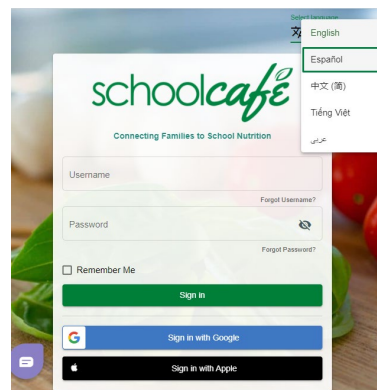 Select language
English
Español
中文 (简)
Tiếng Việt
عربي
schoolcafé
Connecting Families to School Nutrition
Username
Forgot Username?
Password
Forgot Password?
Remember Me
Sign in
G
Sign in with Google
Sign in with Apple